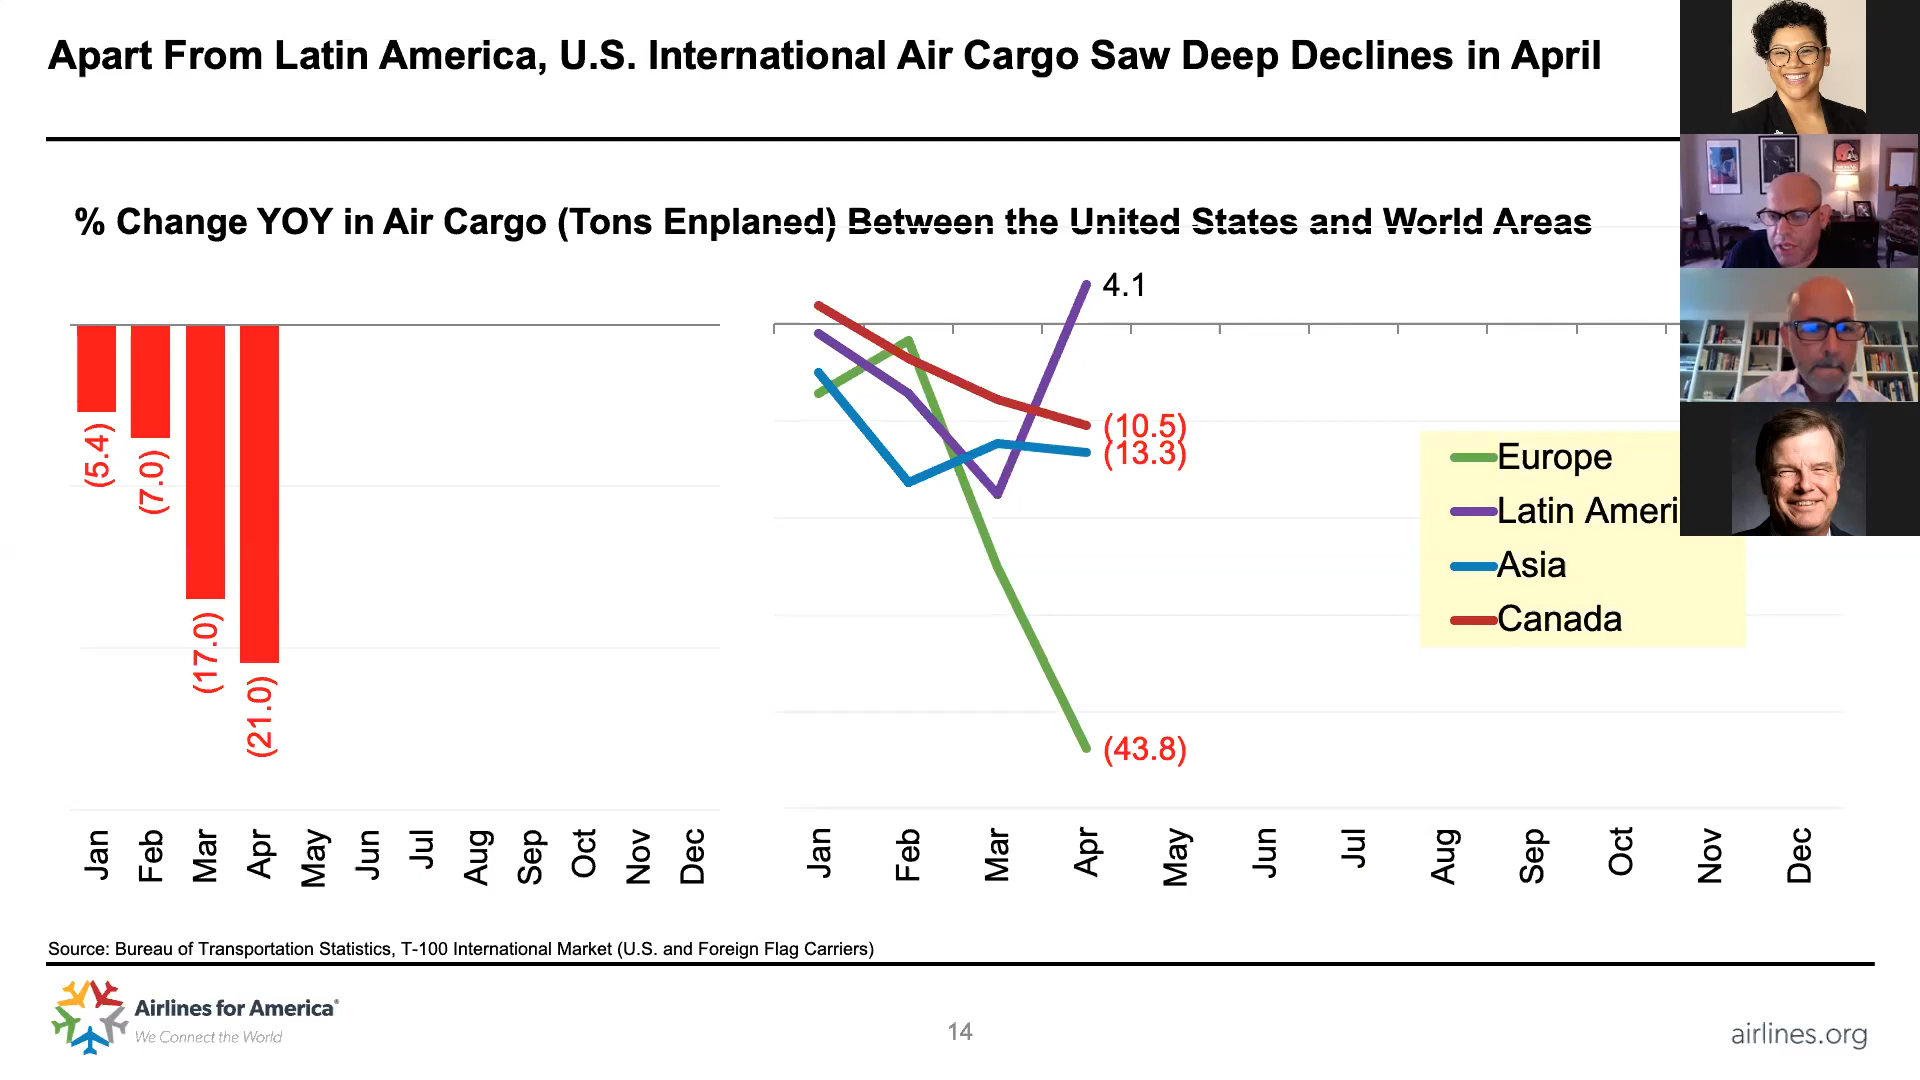 Apart From Latin America, U.S. International Air Cargo Saw Deep Declines in April
% Change YOY in Air Cargo (Tons Enplaned) Between the United States and World Areas
(5.4)
(7.0)
(17.0)
(21.0)
Jan
Feb
Mar
Apr
May
Jun
Jul
Aug
Sep
Oct
Nov
Dec
4.1
(10.5)
(13.3)
(43.8)
Europe
Latin Ameri
Asia
Canada
Jan
Feb
Mar
Apr
May
Jun
Jul
Aug
Sep
Oct
Nov
Dec
Source: Bureau of Transportation Statistics, T-100 International Market (U.S. and Foreign Flag Carriers)
Airlines for America®
We Connect the World
14
airlines.org